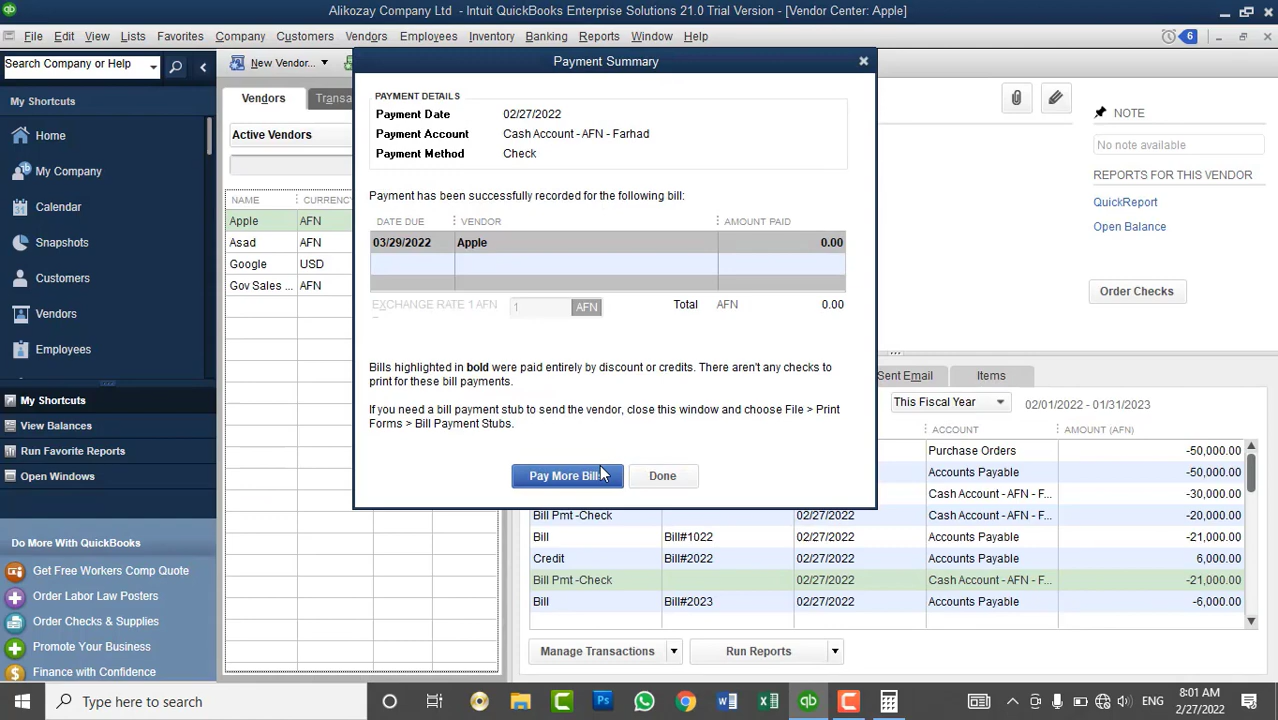 Alikozay Company Ltd - Intuit QuickBooks Enterprise Solutions 21.0 Trial Version - [Vendor Center: Apple]
File Edit View Lists Favorites Company Customers Vendors Employees Inventory Banking Reports Window Help 6
Search Company or Help
My Shortcuts
Home
My Company
Calendar
Snapshots
Customers
Vendors
Employees
My Shortcuts
View Balances
Run Favorite Reports
Open Windows
Do More With QuickBooks
Get Free Workers Comp Quote
Order Labor Law Posters
Order Checks & Supplies
Promote Your Business
Finance with Confidence
New Vendor...
Vendors
Active Vendors
NAME
Apple AFN
Asad AFN
Google USD
Gov Sales ... AFN
Payment Summary
PAYMENT DETAILS
Payment Date 02/27/2022
Payment Account Cash Account - AFN - Farhad
Payment Method Check
Payment has been successfully recorded for the following bill:
DATE DUE VENDOR AMOUNT PAID
03/29/2022 Apple 0.00
EXCHANGE RATE 1 AFN 1 AFN Total AFN 0.00
Bills highlighted in bold were paid entirely by discount or credits. There aren't any checks to
print for these bill payments.
If you need a bill payment stub to send the vendor, close this window and choose File > Print
Forms > Bill Payment Stubs.
Pay More Done
NOTE
No note available
REPORTS FOR THIS VENDOR
QuickReport
Open Balance
Order Checks
Sent Email Items
This Fiscal Year 02/01/2022 - 01/31/2023
ACCOUNT AMOUNT (AFN)
Purchase Orders -50,000.00
Accounts Payable -50,000.00
Cash Account - AFN - F... -30,000.00
Bill Pmt -Check 02/27/2022 Cash Account - AFN - F... -20,000.00
Bill Bill#1022 02/27/2022 Accounts Payable -21,000.00
Credit Bill#2022 02/27/2022 Accounts Payable 6,000.00
Bill Pmt -Check 02/27/2022 Cash Account - AFN - F... -21,000.00
Bill Bill#2023 02/27/2022 Accounts Payable -6,000.00
Manage Transactions Run Reports
Type here to search
ENG
8:01 AM
2/27/2022